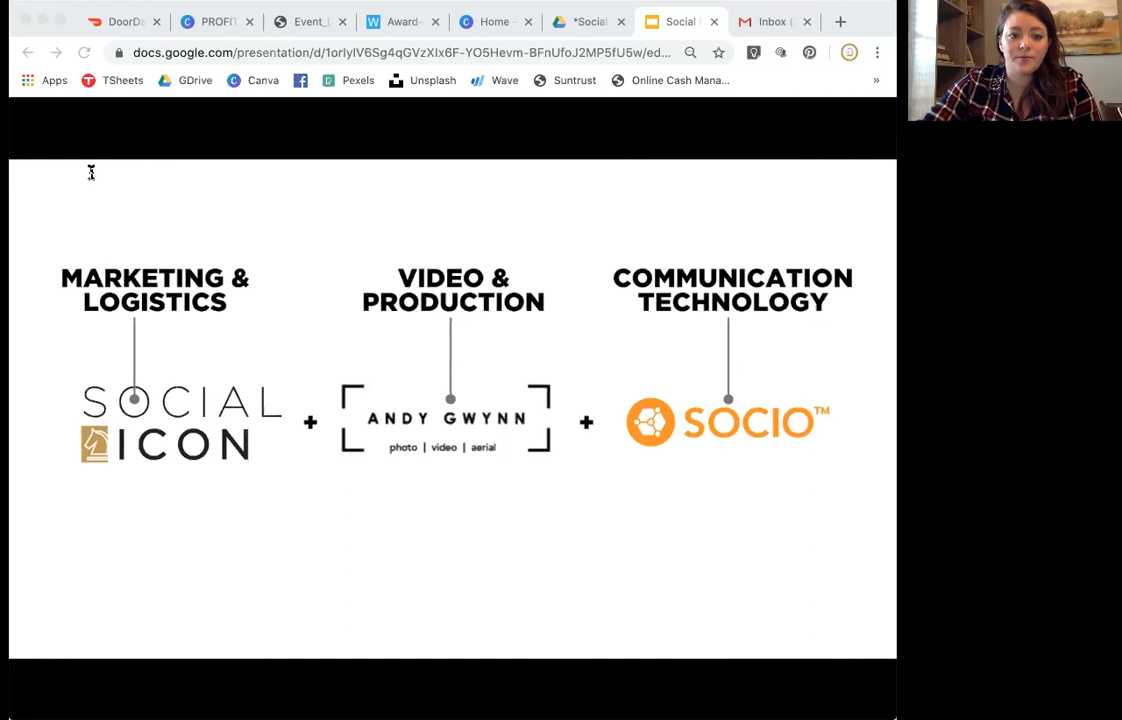 DoorDa PROFIT Event_ Award- Home - *Social Social Inbox (
docs.google.com/presentation/d/1orlyIV6Sg4qGVzXIx6F-YO5Hevm-BFnUfoJ2MP5fU5w/ed...
Apps TSheets GDrive Canva Pexels Unsplash Wave Suntrust Online Cash Mana... »
MARKETING &
LOGISTICS
VIDEO &
PRODUCTION
COMMUNICATION
TECHNOLOGY
SOCIAL
ICON
+
ANDY GWYNN
photo | video | aerial
+
SOCIO™